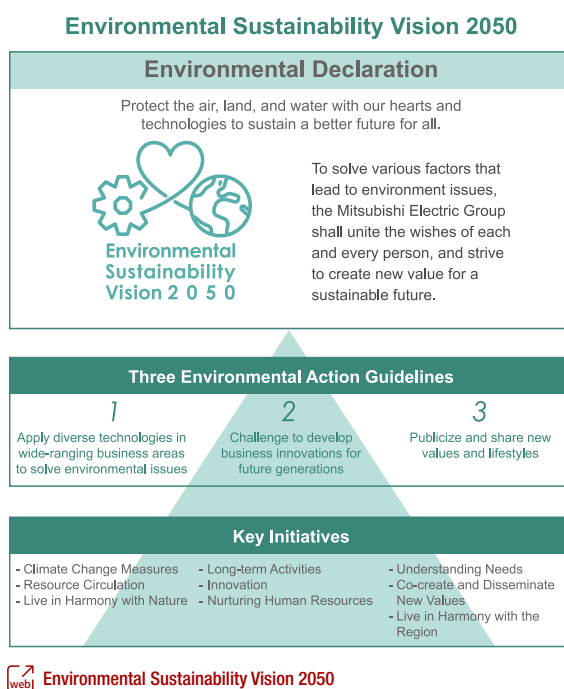 Environmental Sustainability Vision 2050
Environmental Declaration
Protect the air, land, and water with our hearts and
technologies to sustain a better future for all.
Environmental
Sustainability
Vision 2 0 5 0
To solve various factors that
lead to environment issues,
the Mitsubishi Electric Group
shall unite the wishes of each
and every person, and strive
to create new value for a
sustainable future.
Three Environmental Action Guidelines
1
Apply diverse technologies in
wide-ranging business areas
to solve environmental issues
2
Challenge to develop
business innovations for
future generations
3
Publicize and share new
values and lifestyles
Key Initiatives
- Climate Change Measures
- Resource Circulation
- Live in Harmony with Nature
- Long-term Activities
- Innovation
- Nurturing Human Resources
- Understanding Needs
- Co-create and Disseminate
New Values
- Live in Harmony with the
Region
web
Environmental Sustainability Vision 2050